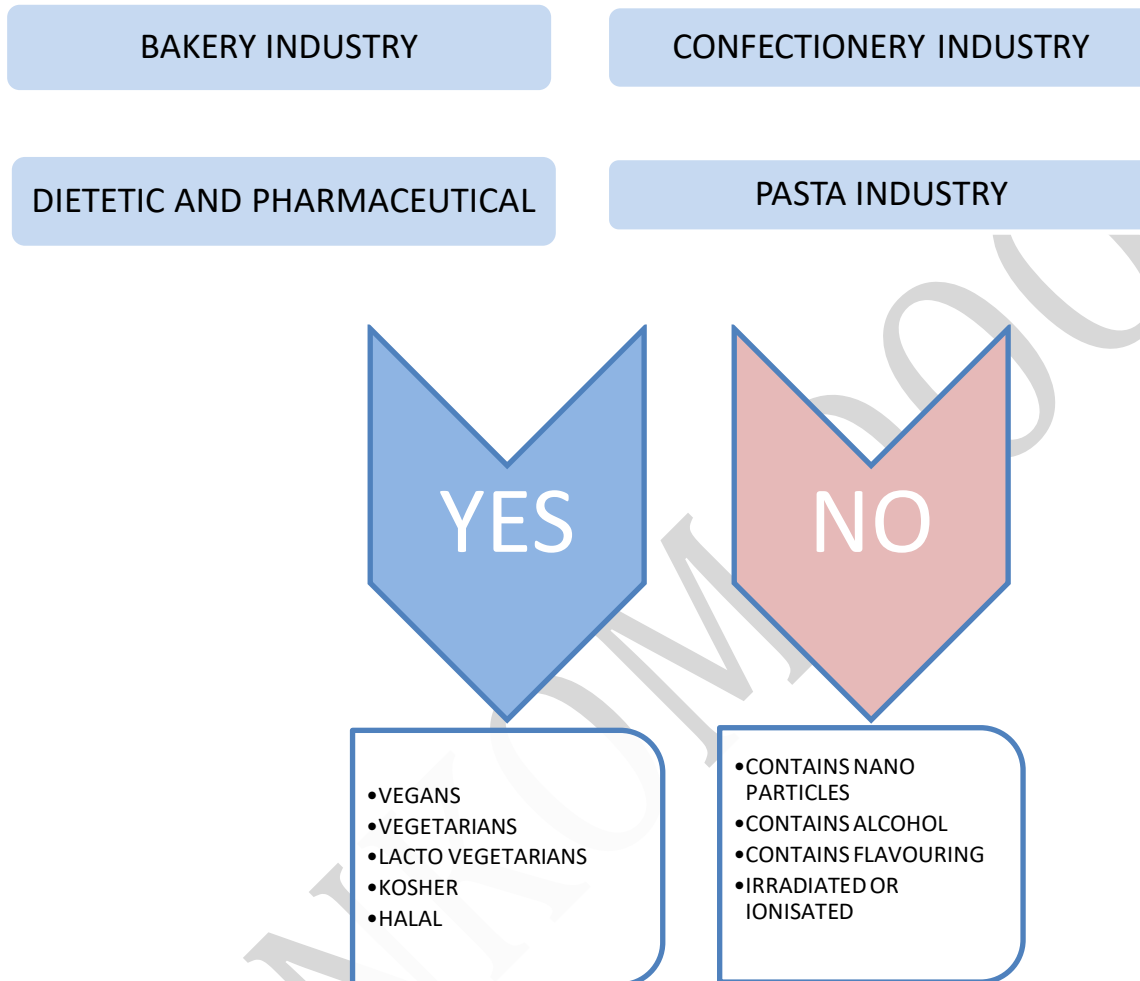 BAKERY INDUSTRY
CONFECTIONERY INDUSTRY
DIETETIC AND PHARMACEUTICAL
PASTA INDUSTRY
YES
NO
•VEGANS
•VEGETARIANS
•LACTO VEGETARIANS
•KOSHER
•HALAL
•CONTAINS NANO
PARTICLES
•CONTAINS ALCOHOL
•CONTAINS FLAVOURING
•IRRADIATED OR
IONISATED